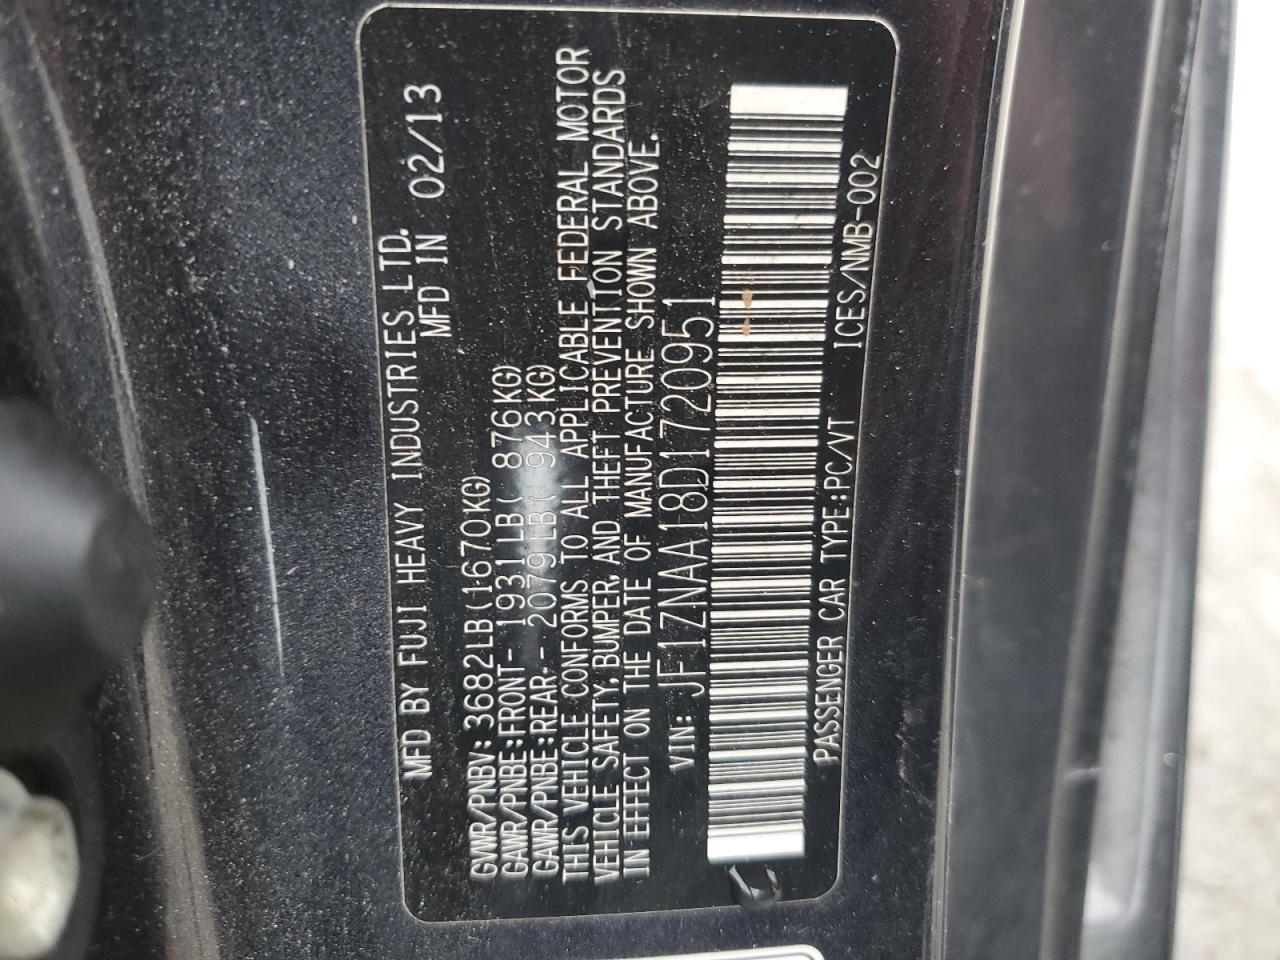 MFD BY FUJI HEAVY INDUSTRIES LTD.
MFD IN 02/13
GVWR/PNBV: 3682LB(1670KG)
GAWR/PNBE:FRONT- 1931LB( 876KG)
GAWR/PNBE:REAR- 2079LB( 943KG)
THIS VEHICLE CONFORMS TO ALL APPLICABLE FEDERAL MOTOR
VEHICLE SAFETY, BUMPER, AND THEFT PREVENTION STANDARDS
IN EFFECT ON THE DATE OF MANUFACTURE SHOWN ABOVE.
VIN: JF1ZNAA18D1720951
PASSENGER CAR TYPE:PC/VT ICES/NMB-002